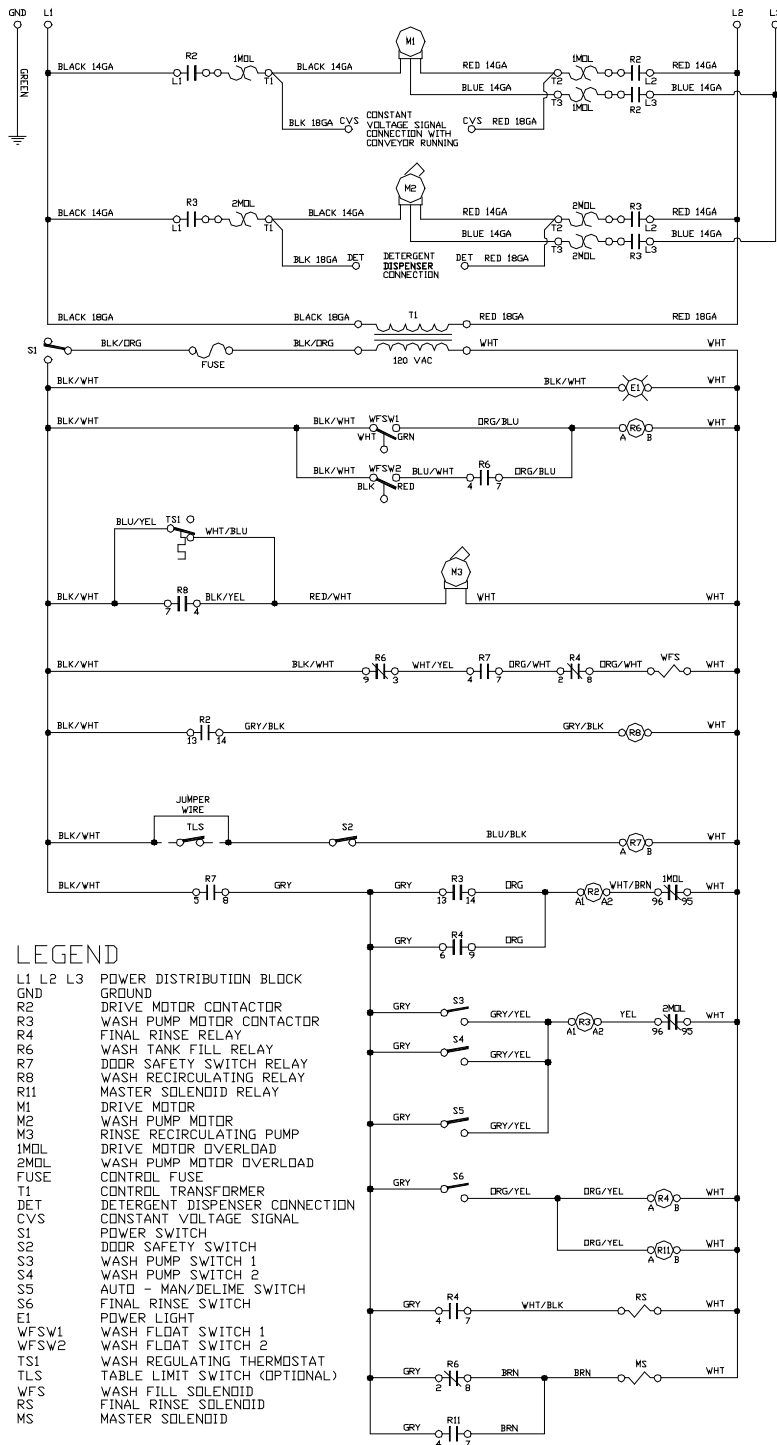 GND L1 L2 L3
GREEN
M1
BLACK 14GA R2 1MOL BLACK 14GA RED 14GA 1MOL R2 RED 14GA
L1 T1 T2 L2
BLUE 14GA T3 1MOL R2 L3 BLUE 14GA
BLK 18GA CVS CONSTANT VOLTAGE SIGNAL CONNECTION WITH CONVEYOR RUNNING CVS RED 18GA
M2
BLACK 14GA R3 2MOL BLACK 14GA RED 14GA 2MOL R3 RED 14GA
L1 T1 T2 L2
BLUE 14GA T3 2MOL R3 L3 BLUE 14GA
BLK 18GA DET DETERGENT DISPENSER CONNECTION DET RED 18GA
BLACK 18GA BLACK 18GA T1 RED 18GA RED 18GA
S1 BLK/ORG FUSE BLK/ORG 120 VAC WHT WHT
BLK/WHT BLK/WHT E1 WHT
BLK/WHT BLK/WHT WFSW1 ORG/BLU R6 WHT
WHT GRN A B
BLK/WHT WFSW2 BLU/WHT R6 ORG/BLU
BLK RED 4 7
BLU/YEL TS1 WHT/BLU
M3
BLK/WHT R8 BLK/YEL RED/WHT WHT WHT
7 4
BLK/WHT BLK/WHT R6 WHT/YEL R7 ORG/WHT R4 ORG/WHT WFS WHT
9 3 4 7 2 8
BLK/WHT R2 GRY/BLK GRY/BLK R8 WHT
13 14
JUMPER WIRE
BLK/WHT TLS S2 BLU/BLK R7 WHT
A B
BLK/WHT R7 GRY GRY R3 ORG R2 WHT/BRN 1MOL WHT
5 8 13 14 A1 A2 96 95
GRY R4 ORG
6 9
GRY S3 GRY/YEL R3 YEL 2MOL WHT
A1 A2 96 95
GRY S4 GRY/YEL
GRY S5 GRY/YEL
GRY S6 ORG/YEL ORG/YEL R4 WHT
A B
ORG/YEL R11 WHT
A B
GRY R4 WHT/BLK RS WHT
4 7
GRY R6 BRN BRN MS WHT
2 8
GRY R11 BRN
4 7
LEGEND
L1 L2 L3 POWER DISTRIBUTION BLOCK
GND GROUND
R2 DRIVE MOTOR CONTACTOR
R3 WASH PUMP MOTOR CONTACTOR
R4 FINAL RINSE RELAY
R6 WASH TANK FILL RELAY
R7 DOOR SAFETY SWITCH RELAY
R8 WASH RECIRCULATING RELAY
R11 MASTER SOLENOID RELAY
M1 DRIVE MOTOR
M2 WASH PUMP MOTOR
M3 RINSE RECIRCULATING PUMP
1MOL DRIVE MOTOR OVERLOAD
2MOL WASH PUMP MOTOR OVERLOAD
FUSE CONTROL FUSE
T1 CONTROL TRANSFORMER
DET DETERGENT DISPENSER CONNECTION
CVS CONSTANT VOLTAGE SIGNAL
S1 POWER SWITCH
S2 DOOR SAFETY SWITCH
S3 WASH PUMP SWITCH 1
S4 WASH PUMP SWITCH 2
S5 AUTO - MAN/DELIME SWITCH
S6 FINAL RINSE SWITCH
E1 POWER LIGHT
WFSW1 WASH FLOAT SWITCH 1
WFSW2 WASH FLOAT SWITCH 2
TS1 WASH REGULATING THERMOSTAT
TLS TABLE LIMIT SWITCH (OPTIONAL)
WFS WASH FILL SOLENOID
RS FINAL RINSE SOLENOID
MS MASTER SOLENOID